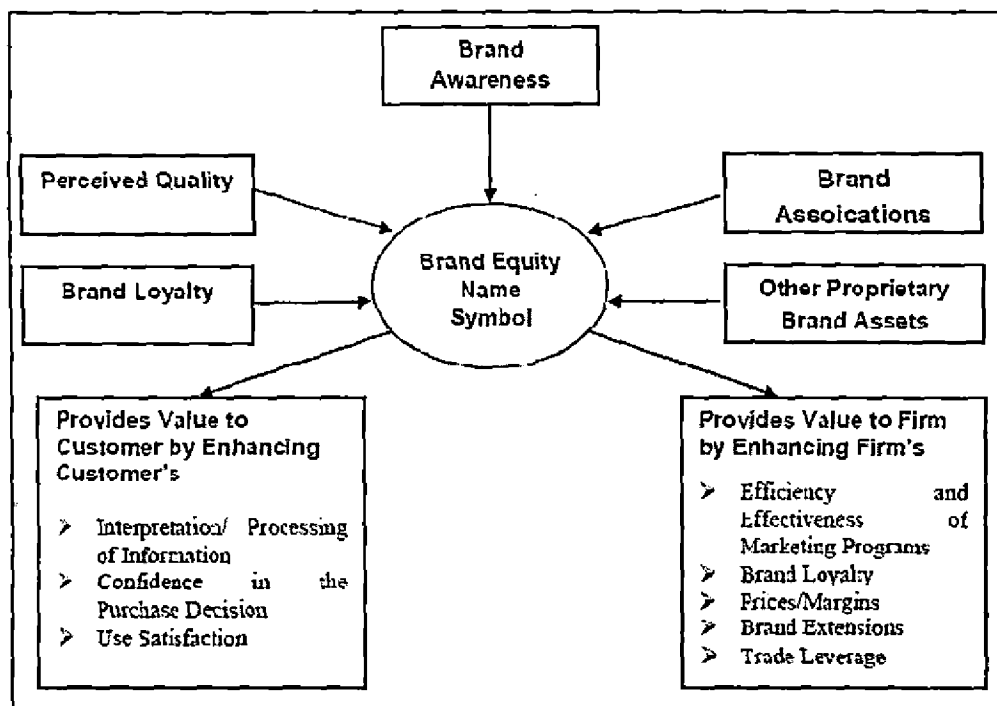 Brand
Awareness
Perceived Quality
Brand
Assoications
Brand Loyalty
Brand Equity
Name
Symbol
Other Proprietary
Brand Assets
Provides Value to
Customer by Enhancing
Customer's
➢ Interpretation/ Processing
of Information
➢ Confidence in the
Purchase Decision
➢ Use Satisfaction
Provides Value to Firm
by Enhancing Firm's
➢ Efficiency and
Effectiveness of
Marketing Programs
➢ Brand Loyalty
➢ Prices/Margins
➢ Brand Extensions
➢ Trade Leverage